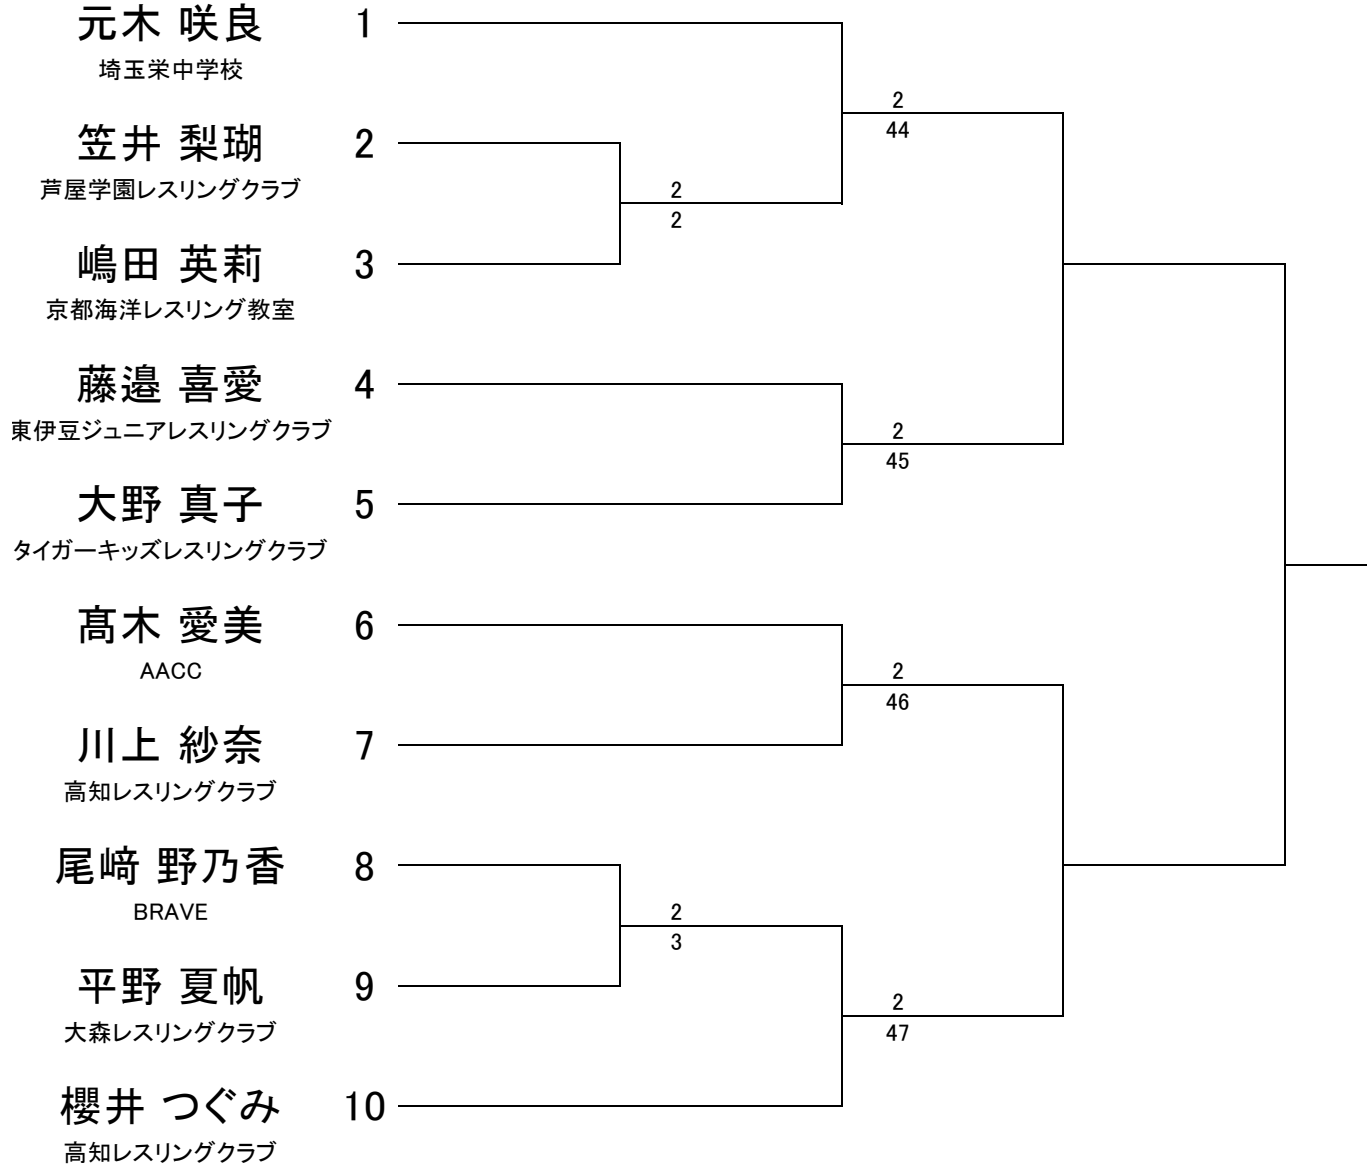 元木 咲良 1
埼玉栄中学校
2
44
笠井 梨瑚 2
芦屋学園レスリングクラブ
2
2
嶋田 英莉 3
京都海洋レスリング教室
藤邉 喜愛 4
東伊豆ジュニアレスリングクラブ
2
45
大野 真子 5
タイガーキッズレスリングクラブ
髙木 愛美 6
AACC
2
46
川上 紗奈 7
高知レスリングクラブ
尾﨑 野乃香 8
BRAVE
2
3
平野 夏帆 9
大森レスリングクラブ
2
47
櫻井 つぐみ 10
高知レスリングクラブ